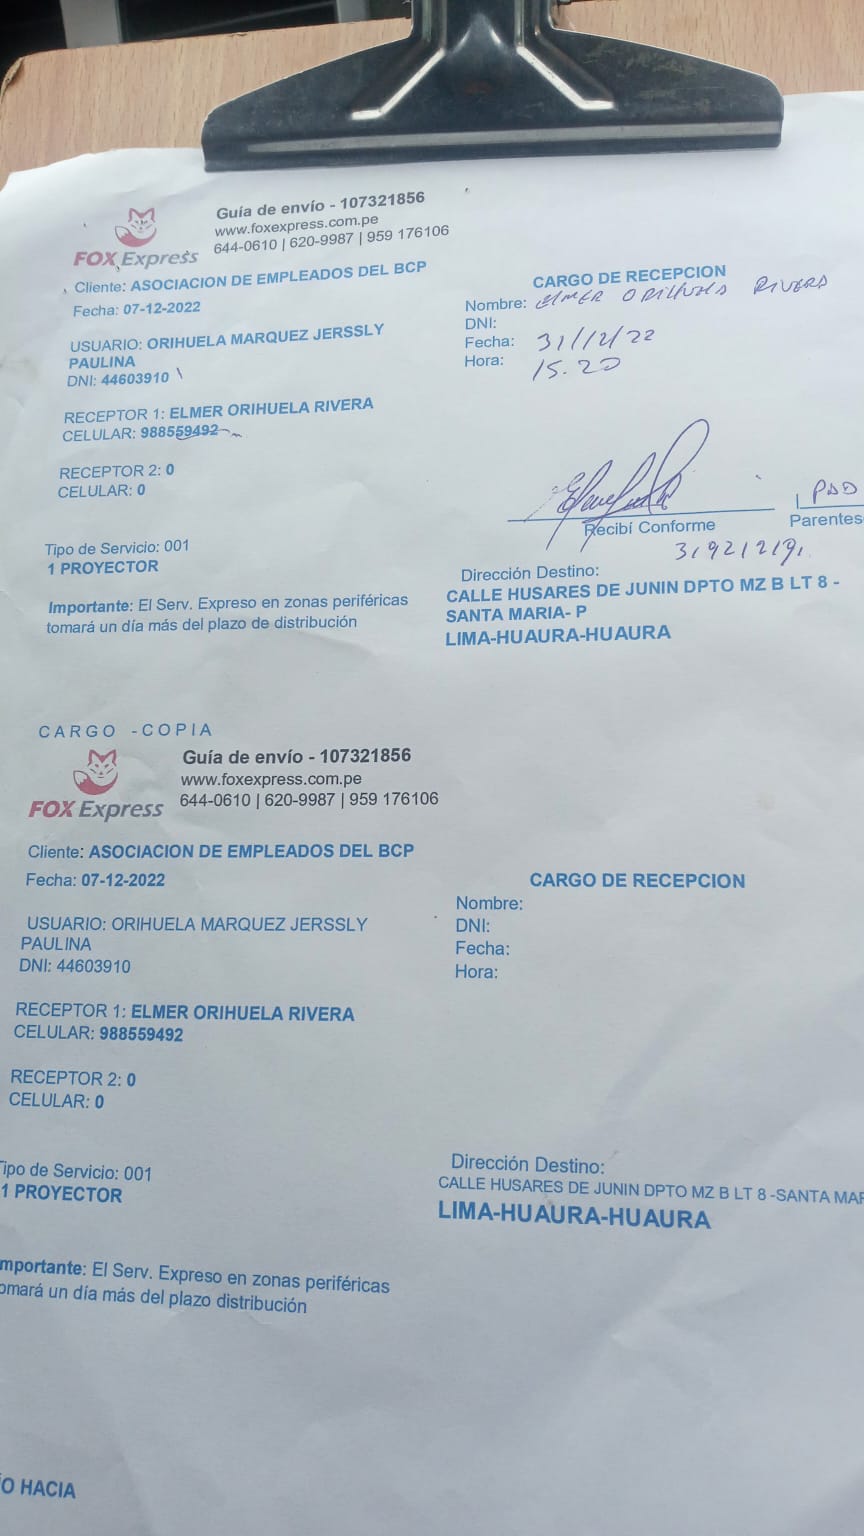 Guía de envío - 107321856
www.foxexpress.com.pe
644-0610 | 620-9987 | 959 176106
FOX Express
Cliente: ASOCIACION DE EMPLEADOS DEL BCP
Fecha: 07-12-2022
USUARIO: ORIHUELA MARQUEZ JERSSLY
PAULINA
DNI: 44603910
RECEPTOR 1: ELMER ORIHUELA RIVERA
CELULAR: 988559492
RECEPTOR 2: 0
CELULAR: 0
Tipo de Servicio: 001
1 PROYECTOR
Importante: El Serv. Expreso en zonas periféricas
tomará un día más del plazo de distribución
CARGO DE RECEPCION
Nombre: ELMER ORIHUELA RIVERA
DNI:
Fecha: 31/12/22
Hora: 15.20
Recibí Conforme
PAD
Parentes
Dirección Destino:
CALLE HUSARES DE JUNIN DPTO MZ B LT 8 -
SANTA MARIA- P
LIMA-HUAURA-HUAURA
CARGO -COPIA
Guía de envío - 107321856
www.foxexpress.com.pe
644-0610 | 620-9987 | 959 176106
FOX Express
Cliente: ASOCIACION DE EMPLEADOS DEL BCP
Fecha: 07-12-2022
USUARIO: ORIHUELA MARQUEZ JERSSLY
PAULINA
DNI: 44603910
RECEPTOR 1: ELMER ORIHUELA RIVERA
CELULAR: 988559492
RECEPTOR 2: 0
CELULAR: 0
Tipo de Servicio: 001
1 PROYECTOR
mportante: El Serv. Expreso en zonas periféricas
omará un día más del plazo distribución
CARGO DE RECEPCION
Nombre:
DNI:
Fecha:
Hora:
Dirección Destino:
CALLE HUSARES DE JUNIN DPTO MZ B LT 8 -SANTA MAR
LIMA-HUAURA-HUAURA
ÍO HACIA